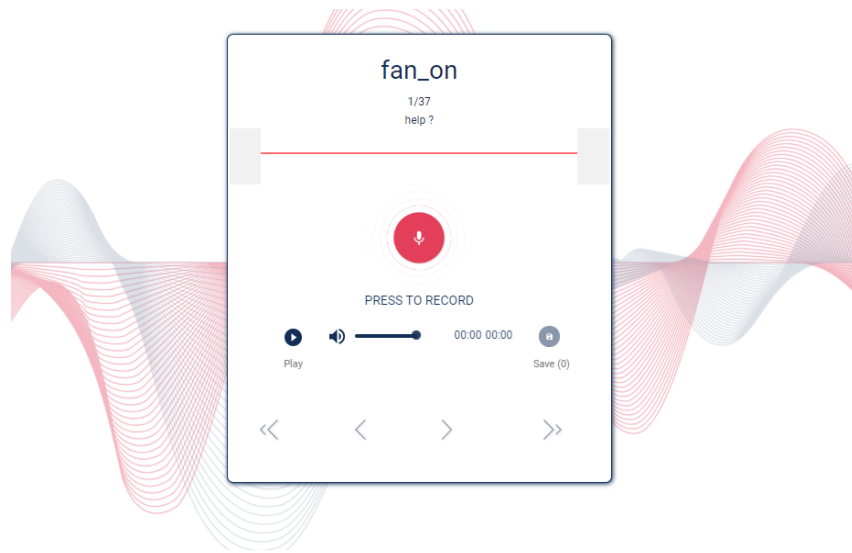 fan_on
1/37
help ?
PRESS TO RECORD
00:00 00:00
Play
Save (0)